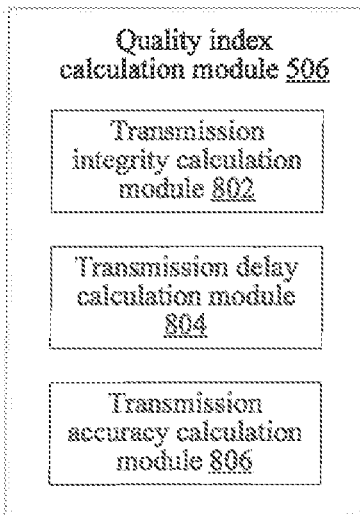 Quality index
calculation module 506
Transmission
integrity calculation
module 802
Transmission delay
calculation module
804
Transmission
accuracy calculation
module 806